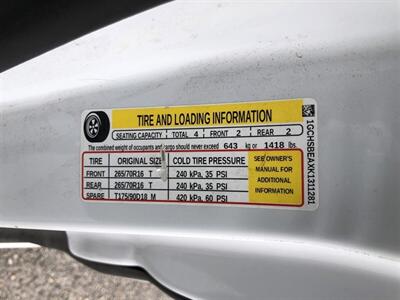 TIRE AND LOADING INFORMATION
SEATING CAPACITY TOTAL 4 FRONT 2 REAR 2
The combined weight of occupants and cargo should never exceed 643 kg or 1418 lbs.
TIRE ORIGINAL SIZE COLD TIRE PRESSURE
FRONT 265/70R16 T 240 kPa, 35 PSI
REAR 265/70R16 T 240 kPa, 35 PSI
SPARE T175/90D18 M 420 kPa, 60 PSI
SEE OWNER'S
MANUAL FOR
ADDITIONAL
INFORMATION
1GCHSBEAXK1311281